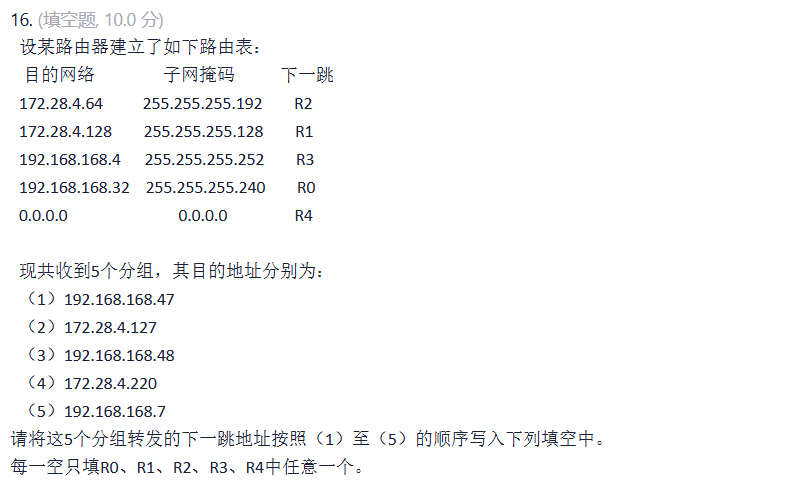 16. (填空题, 10.0 分)
设某路由器建立了如下路由表：
目的网络 子网掩码 下一跳
172.28.4.64 255.255.255.192 R2
172.28.4.128 255.255.255.128 R1
192.168.168.4 255.255.255.252 R3
192.168.168.32 255.255.255.240 R0
0.0.0.0 0.0.0.0 R4
现共收到5个分组，其目的地址分别为：
（1）192.168.168.47
（2）172.28.4.127
（3）192.168.168.48
（4）172.28.4.220
（5）192.168.168.7
请将这5个分组转发的下一跳地址按照（1）至（5）的顺序写入下列填空中。
每一空只填R0、R1、R2、R3、R4中任意一个。